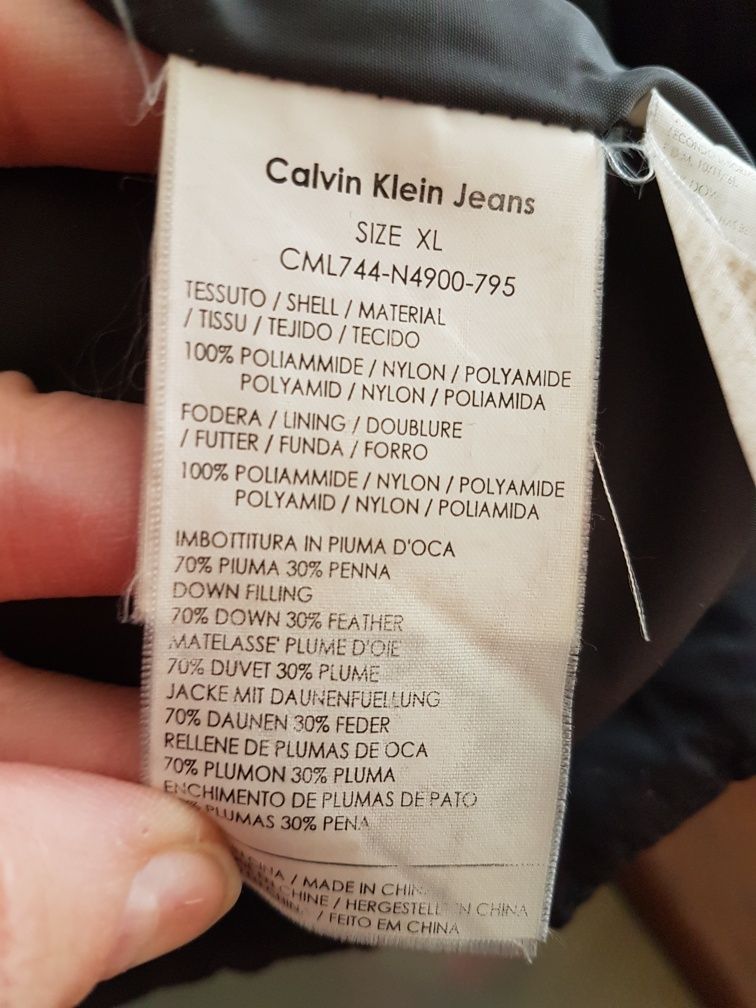 Calvin Klein Jeans
SIZE XL
CML744-N4900-795
TESSUTO / SHELL / MATERIAL
/ TISSU / TEJIDO / TECIDO
100% POLIAMMIDE / NYLON / POLYAMIDE
POLYAMID / NYLON / POLIAMIDA
FODERA / LINING / DOUBLURE
/ FUTTER / FUNDA / FORRO
100% POLIAMMIDE / NYLON / POLYAMIDE
POLYAMID / NYLON / POLIAMIDA
IMBOTTITURA IN PIUMA D'OCA
70% PIUMA 30% PENNA
DOWN FILLING
70% DOWN 30% FEATHER
MATELASSE' PLUME D'OIE
70% DUVET 30% PLUME
JACKE MIT DAUNENFUELLUNG
70% DAUNEN 30% FEDER
RELLENE DE PLUMAS DE OCA
70% PLUMON 30% PLUMA
ENCHIMENTO DE PLUMAS DE PATO
PLUMAS 30% PENA
/ MADE IN
CHINE / HERGESTELLT IN CHINA
/ FEITO EM CHINA